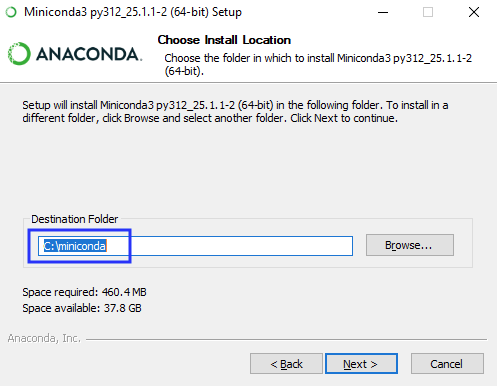 Miniconda3 py312_25.1.1-2 (64-bit) Setup
ANACONDA.
Choose Install Location
Choose the folder in which to install Miniconda3 py312_25.1.1-2
(64-bit).
Setup will install Miniconda3 py312_25.1.1-2 (64-bit) in the following folder. To install in a
different folder, click Browse and select another folder. Click Next to continue.
Destination Folder
C:\miniconda
Browse...
Space required: 460.4 MB
Space available: 37.8 GB
Anaconda, Inc.
< Back
Next >
Cancel